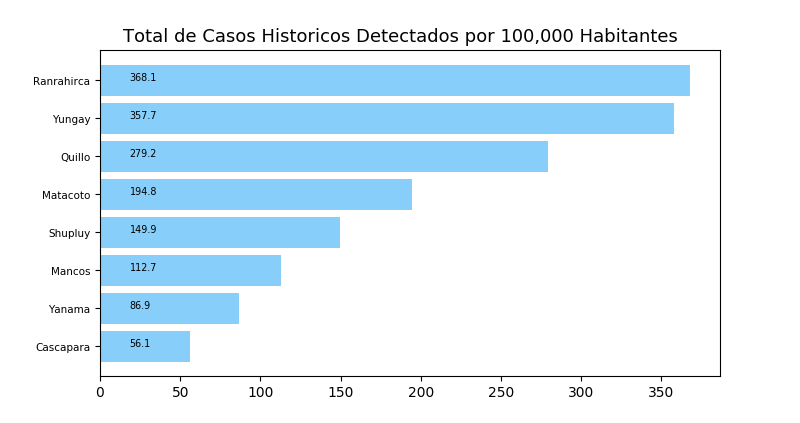 Total de Casos Historicos Detectados por 100,000 Habitantes
Ranrahirca 368.1
Yungay 357.7
Quillo 279.2
Matacoto 194.8
Shupluy 149.9
Mancos 112.7
Yanama 86.9
Cascapara 56.1
0 50 100 150 200 250 300 350